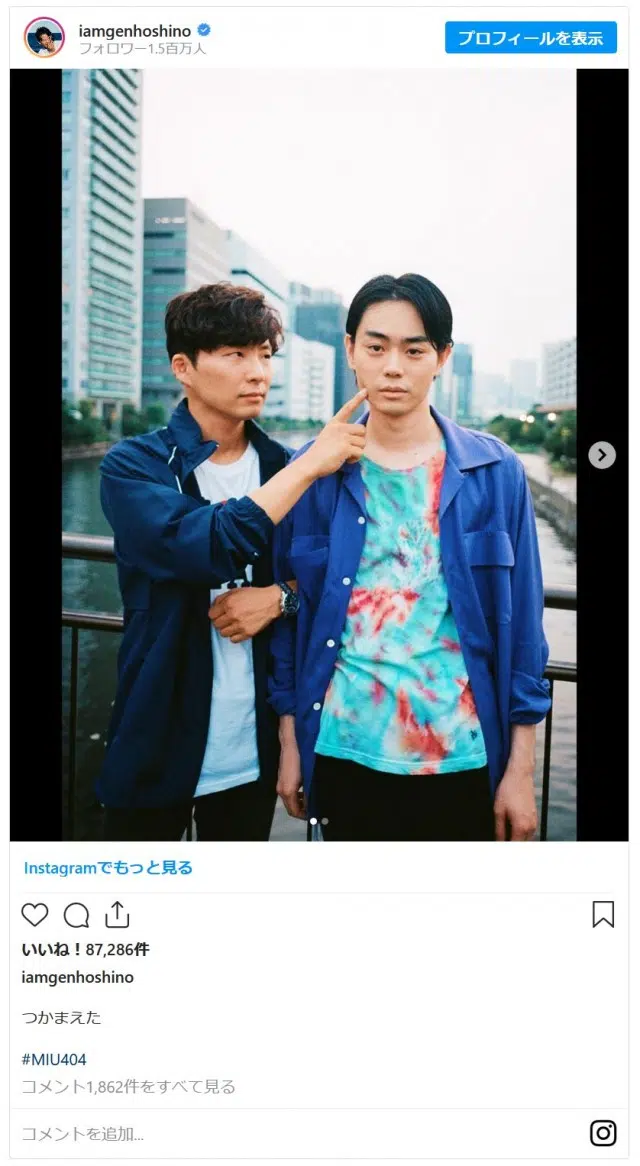 iamgenhoshino
フォロワー1.5百万人
プロフィールを表示
Instagramでもっと見る
いいね！87,286件
iamgenhoshino
つかまえた
#MIU404
コメント1,862件をすべて見る
コメントを追加...